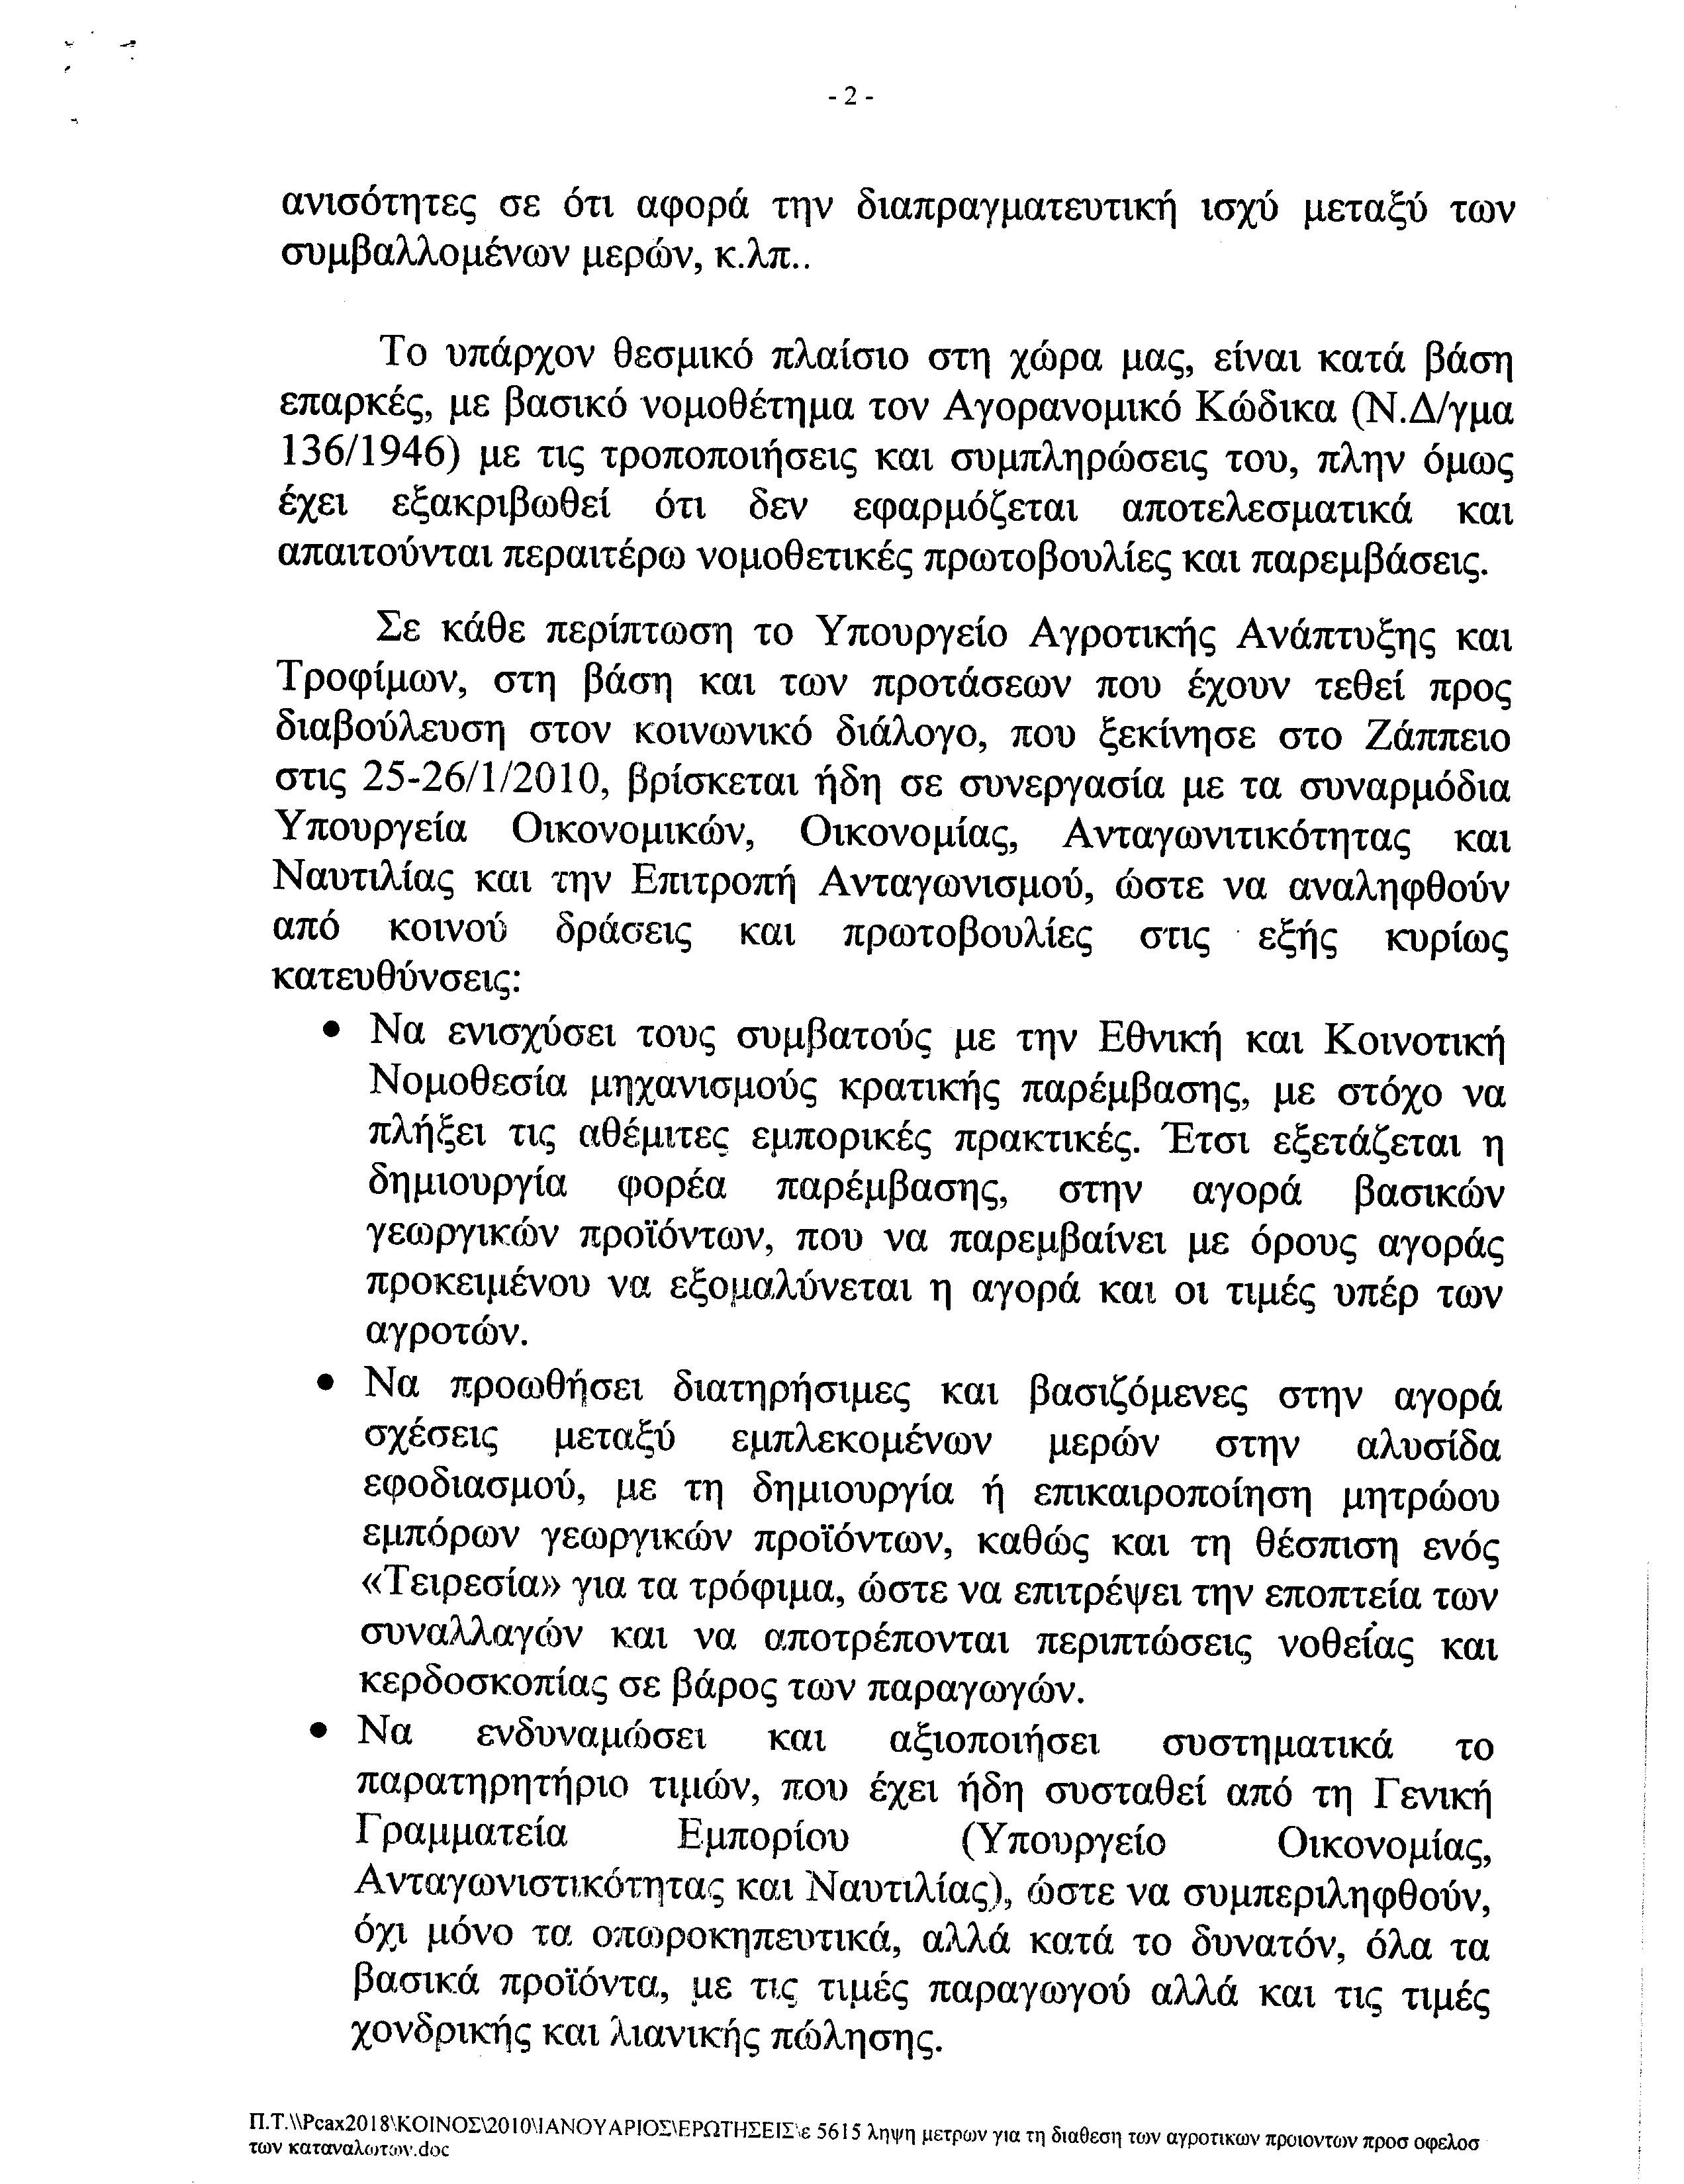 - 2 -
ανισότητες σε ότι αφορά την διαπραγματευτική ισχύ μεταξύ των
συμβαλλομένων μερών, κ.λπ..
Το υπάρχον θεσμικό πλαίσιο στη χώρα μας, είναι κατά βάση
επαρκές, με βασικό νομοθέτημα τον Αγορανομικό Κώδικα (Ν.Δ/γμα
136/1946) με τις τροποποιήσεις και συμπληρώσεις του, πλην όμως
έχει εξακριβωθεί ότι δεν εφαρμόζεται αποτελεσματικά και
απαιτούνται περαιτέρω νομοθετικές πρωτοβουλίες και παρεμβάσεις.
Σε κάθε περίπτωση το Υπουργείο Αγροτικής Ανάπτυξης και
Τροφίμων, στη βάση και των προτάσεων που έχουν τεθεί προς
διαβούλευση στον κοινωνικό διάλογο, που ξεκίνησε στο Ζάππειο
στις 25-26/1/2010, βρίσκεται ήδη σε συνεργασία με τα συναρμόδια
Υπουργεία Οικονομικών, Οικονομίας, Ανταγωνιτικότητας και
Ναυτιλίας και την Επιτροπή Ανταγωνισμού, ώστε να αναληφθούν
από κοινού δράσεις και πρωτοβουλίες στις εξής κυρίως
κατευθύνσεις:
• Να ενισχύσει τους συμβατούς με την Εθνική και Κοινοτική
Νομοθεσία μηχανισμούς κρατικής παρέμβασης, με στόχο να
πλήξει τις αθέμιτες εμπορικές πρακτικές. Έτσι εξετάζεται η
δημιουργία φορέα παρέμβασης, στην αγορά βασικών
γεωργικών προϊόντων, που να παρεμβαίνει με όρους αγοράς
προκειμένου να εξομαλύνεται η αγορά και οι τιμές υπέρ των
αγροτών.
• Να προωθήσει διατηρήσιμες και βασιζόμενες στην αγορά
σχέσεις μεταξύ εμπλεκομένων μερών στην αλυσίδα
εφοδιασμού, με τη δημιουργία ή επικαιροποίηση μητρώου
εμπόρων γεωργικών προϊόντων, καθώς και τη θέσπιση ενός
«Τειρεσία» για τα τρόφιμα, ώστε να επιτρέψει την εποπτεία των
συναλλαγών και να αποτρέπονται περιπτώσεις νοθείας και
κερδοσκοπίας σε βάρος των παραγωγών.
• Να ενδυναμώσει και αξιοποιήσει συστηματικά το
παρατηρητήριο τιμών, που έχει ήδη συσταθεί από τη Γενική
Γραμματεία Εμπορίου (Υπουργείο Οικονομίας,
Ανταγωνιστικότητας και Ναυτιλίας), ώστε να συμπεριληφθούν,
όχι μόνο τα οπωροκηπευτικά, αλλά κατά το δυνατόν, όλα τα
βασικά προϊόντα, με τις τιμές παραγωγού αλλά και τις τιμές
χονδρικής και λιανικής πώλησης.
Π.Τ.\\Pcax2018\ΚΟΙΝΟΣ\2010\ΙΑΝΟΥΑΡΙΟΣ\ΕΡΩΤΗΣΕΙΣ\ε 5615 ληψη μετρων για τη διαθεση των αγροτικων προιοντων προσ οφελοσ
των καταναλωτων.doc